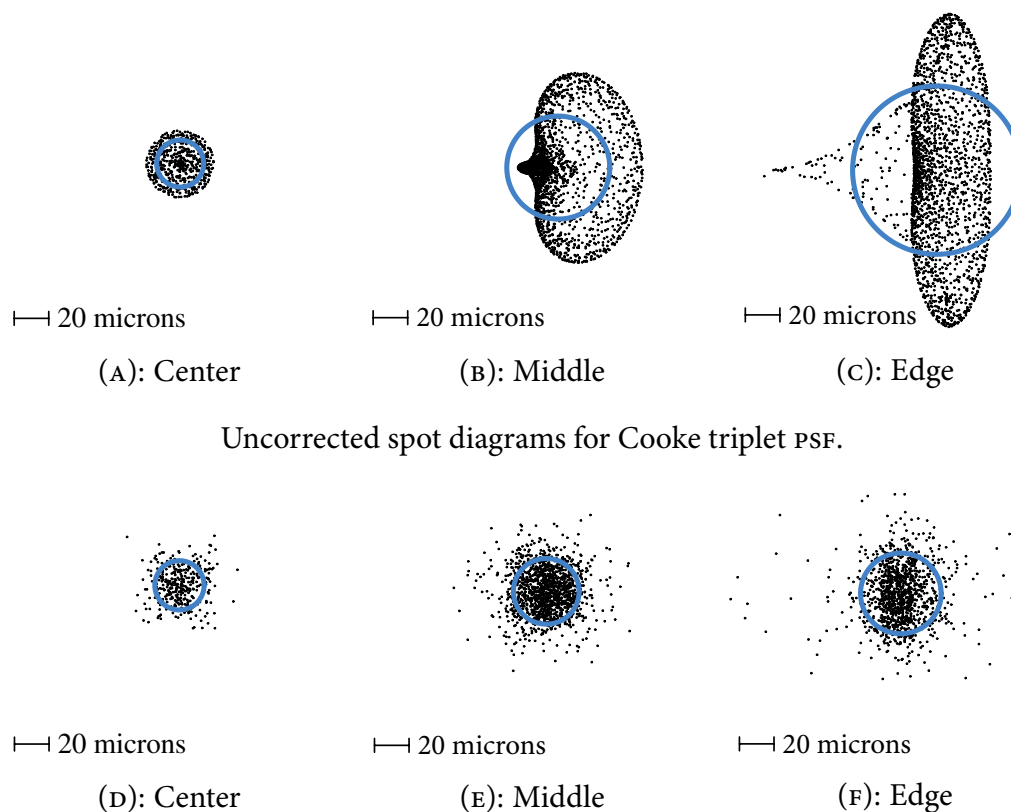 20 microns 20 microns 20 microns
(A): Center (B): Middle (C): Edge
Uncorrected spot diagrams for Cooke triplet PSF.
20 microns 20 microns 20 microns
(D): Center (E): Middle (F): Edge